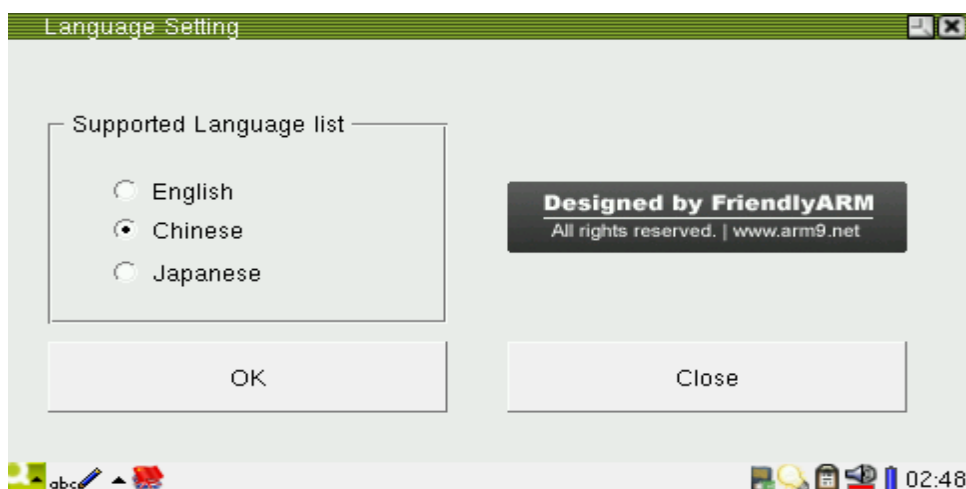 Language Setting
Supported Language list
English
Chinese
Japanese
Designed by FriendlyARM
All rights reserved. | www.arm9.net
OK
Close
abc
02:48